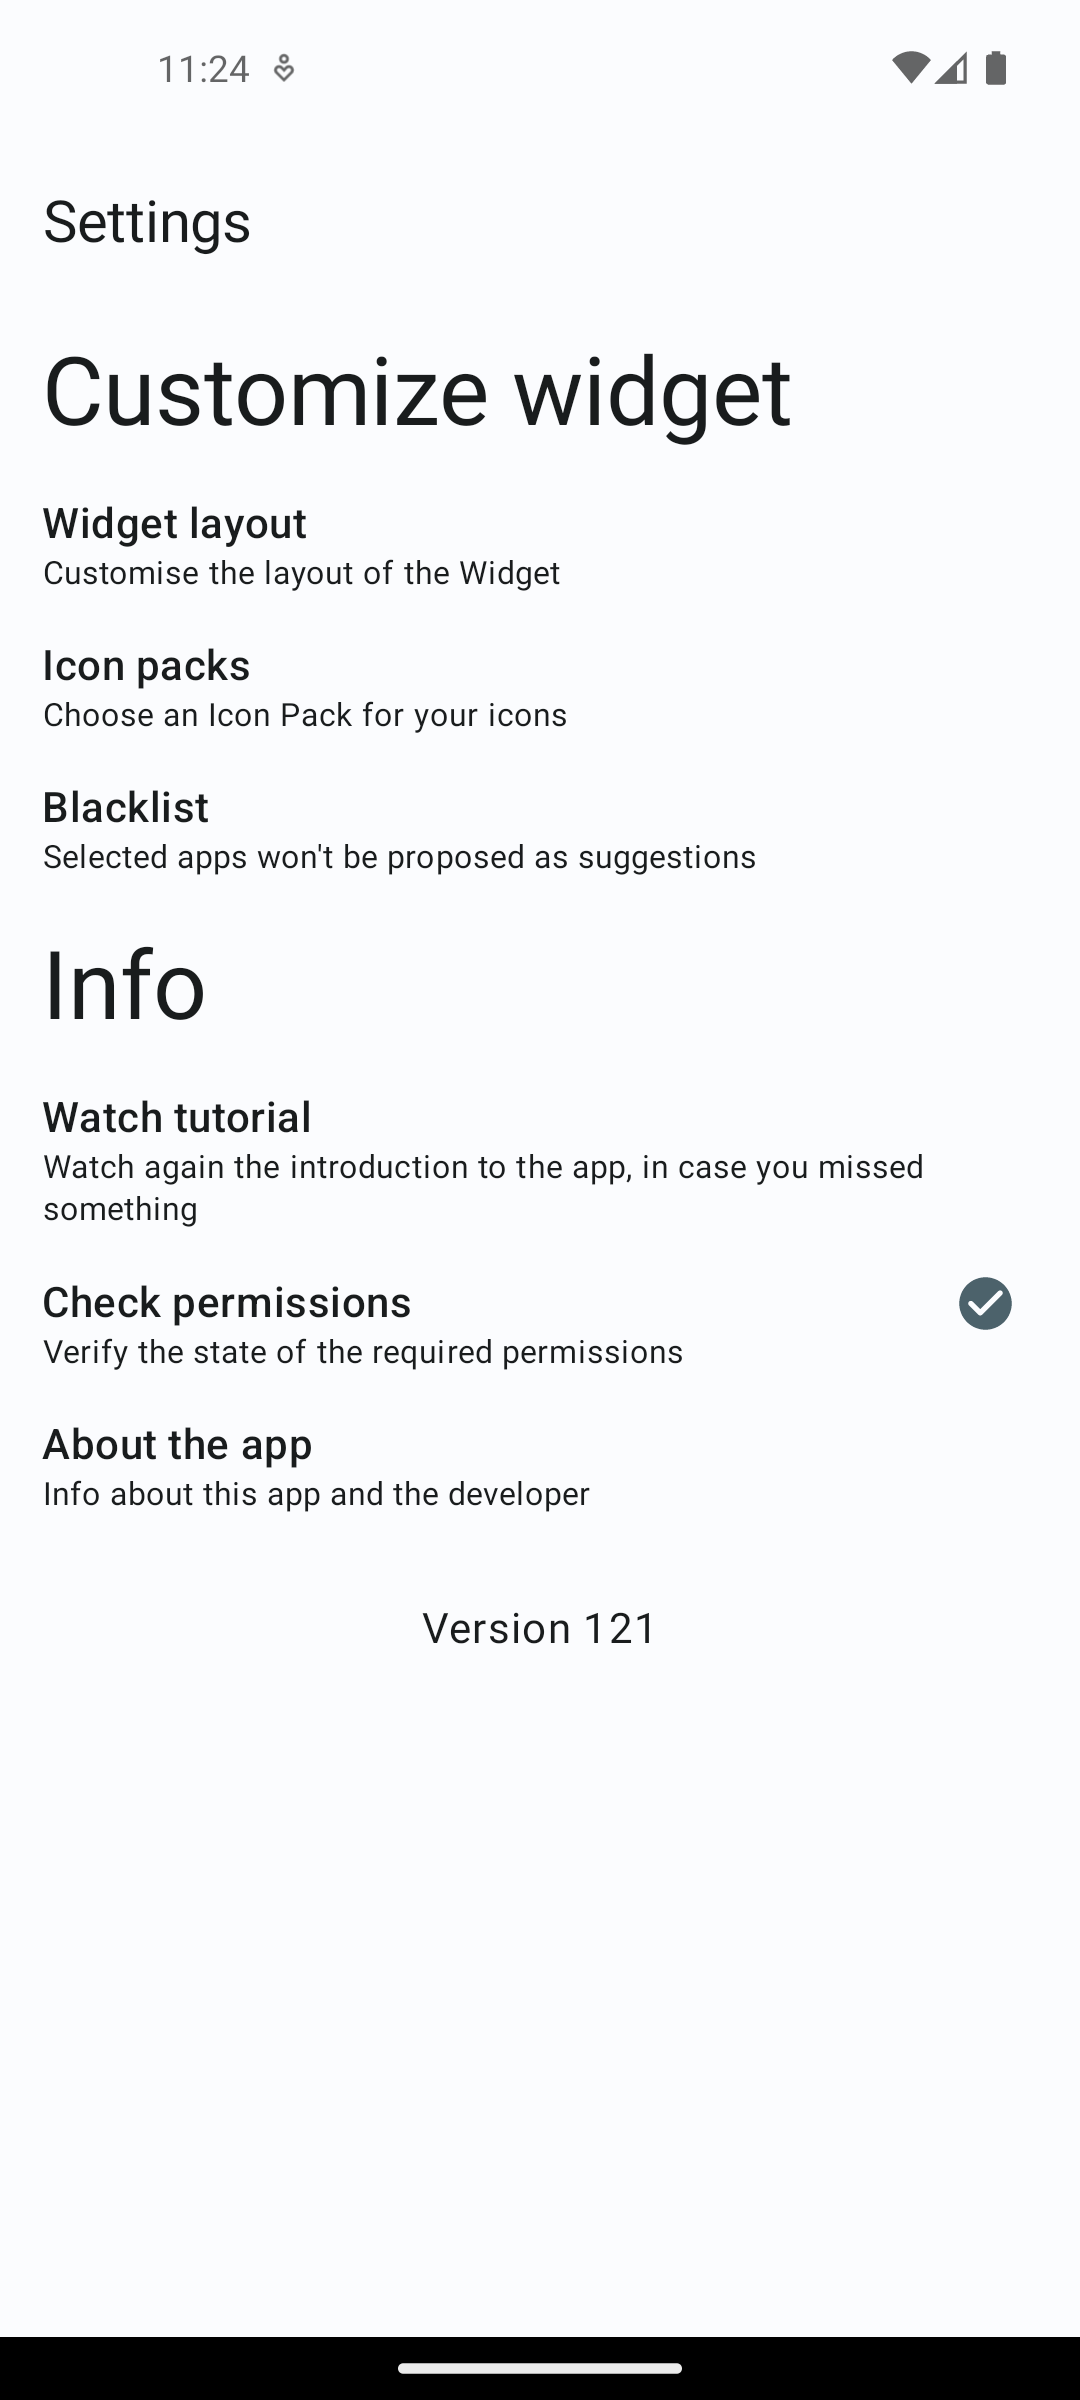 11:24
Settings
Customize widget
Widget layout
Customise the layout of the Widget
Icon packs
Choose an Icon Pack for your icons
Blacklist
Selected apps won't be proposed as suggestions
Info
Watch tutorial
Watch again the introduction to the app, in case you missed
something
Check permissions
Verify the state of the required permissions
About the app
Info about this app and the developer
Version 121